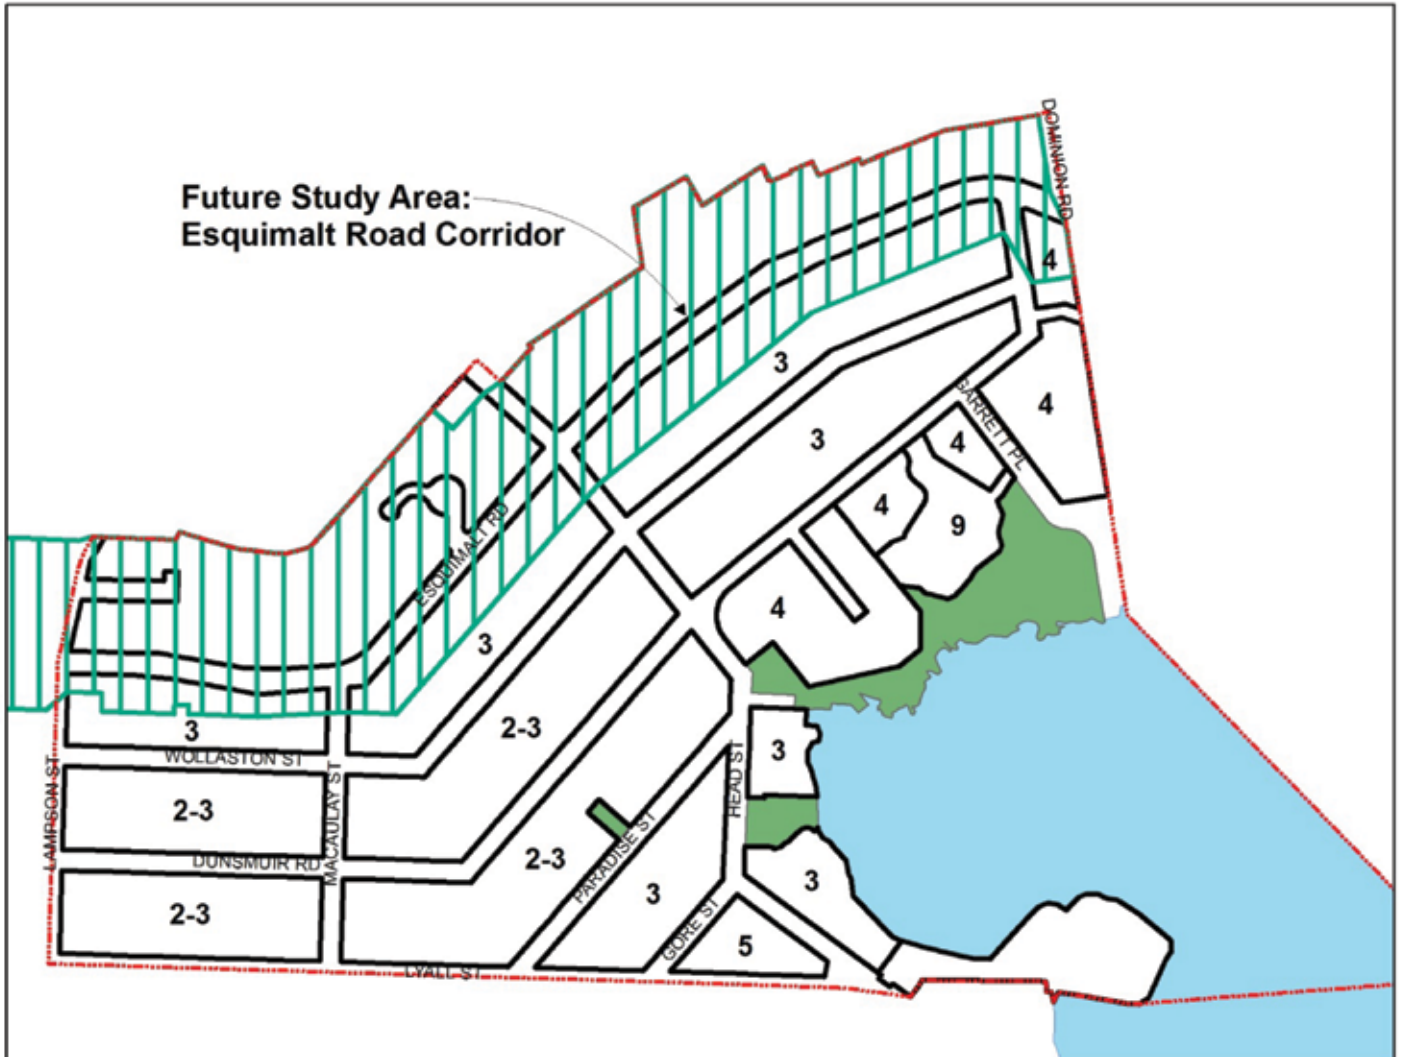 DOMINION RD
Future Study Area:
Esquimalt Road Corridor
4
3
4
GARRETT PL
3
4
4
9
ESQUIMALT RD
4
3
2-3
3
WOLLASTON ST
3
LAMPSON ST
MACAULAY ST
HEAD ST
2-3
DUNSMUIR RD
2-3
PARADISE ST
3
3
2-3
GORE ST
5
LYALL ST